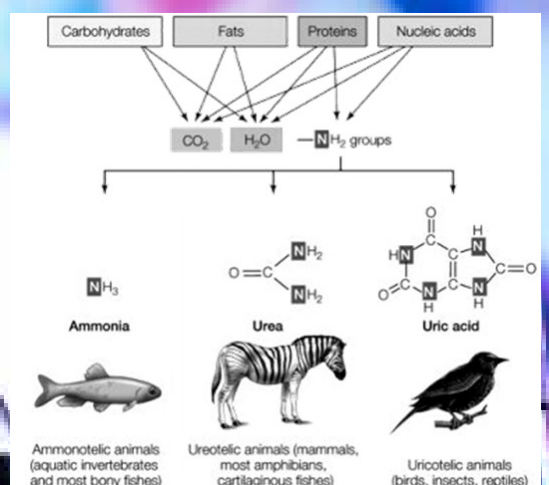 Carbohydrates
Fats
Proteins
Nucleic acids
CO₂
H₂O
—NH₂ groups
NH₃
O=C
NH₂
NH₂
O
C
HN
C
H
N
C=O
O
C
N
H
C
N
H
Ammonia
Urea
Uric acid
Ammonotelic animals
(aquatic invertebrates
and most bony fishes)
Ureotelic animals (mammals,
most amphibians,
cartilaginous fishes)
Uricotelic animals
(birds, insects, reptiles)